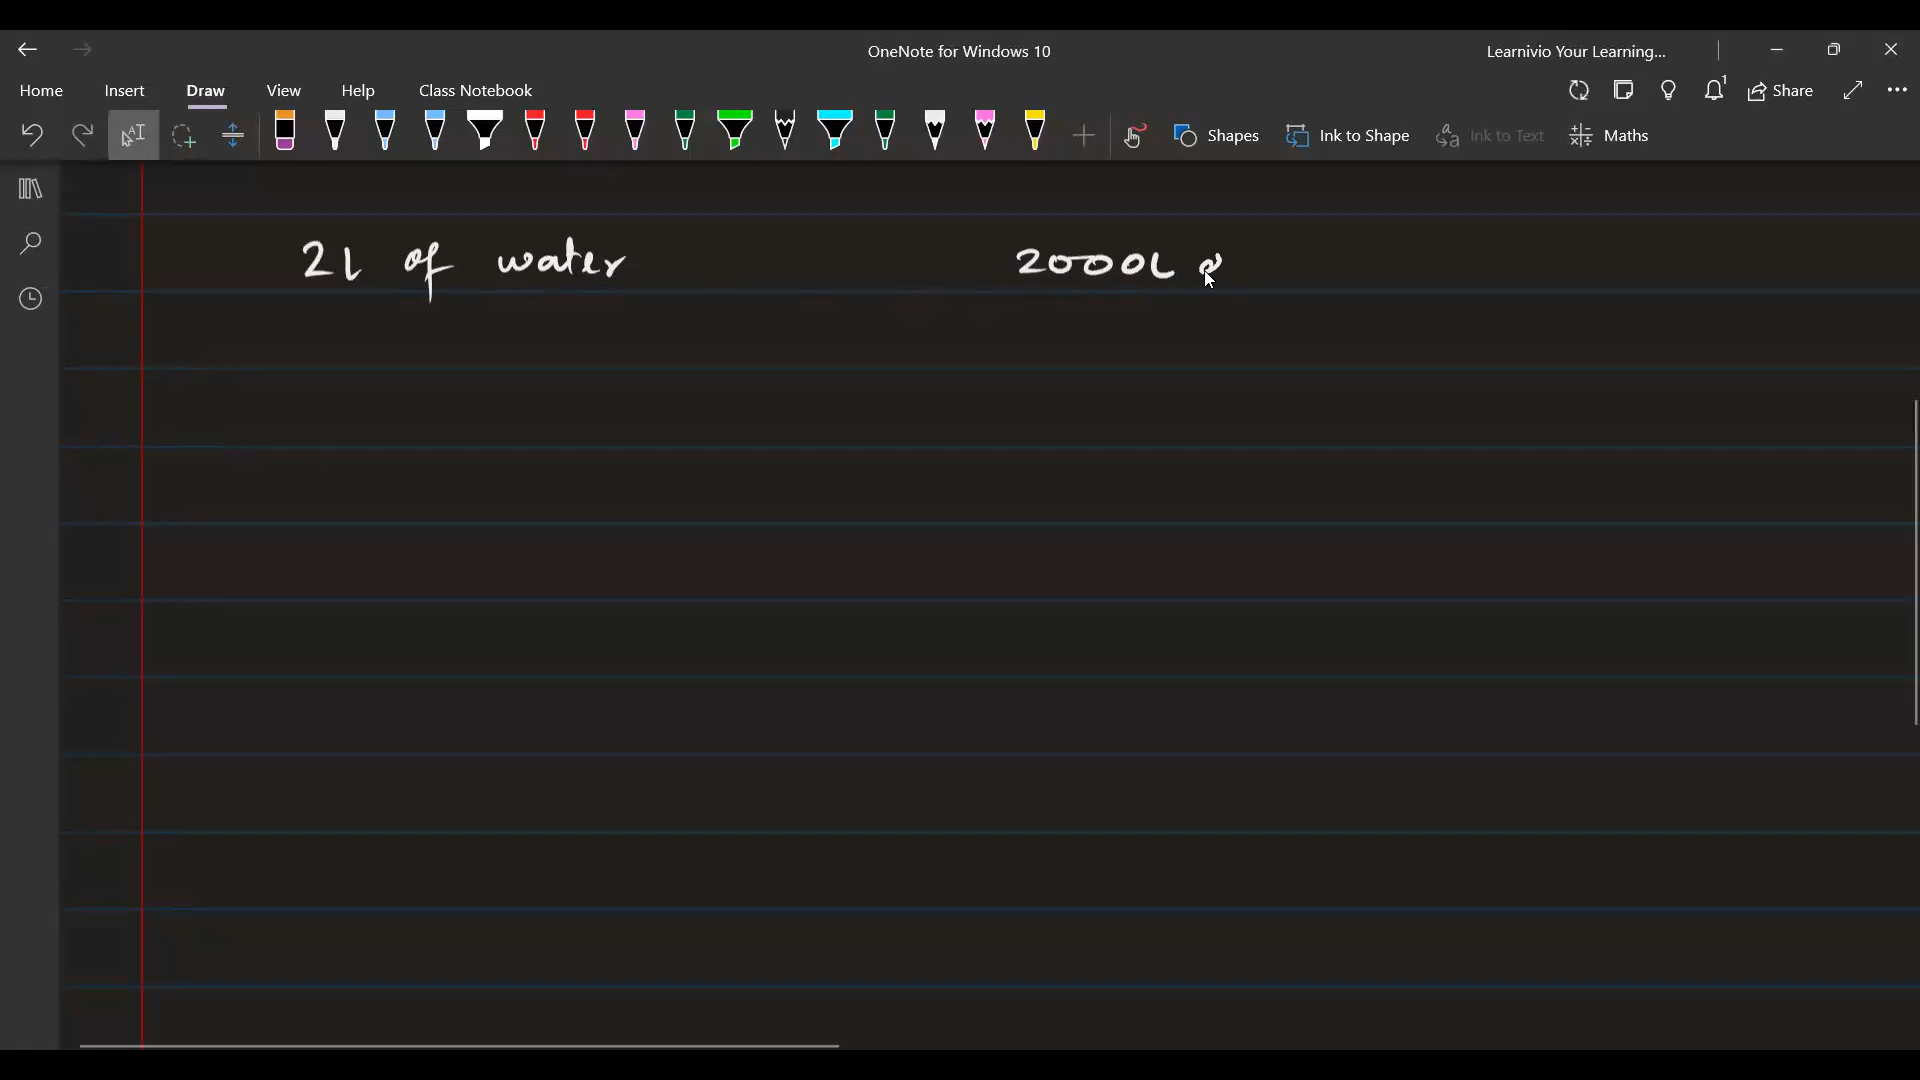 OneNote for Windows 10
Learnivio Your Learning...
Home Insert Draw View Help Class Notebook
1 Share
Shapes Ink to Shape Ink to Text Maths
2l of water 2000L